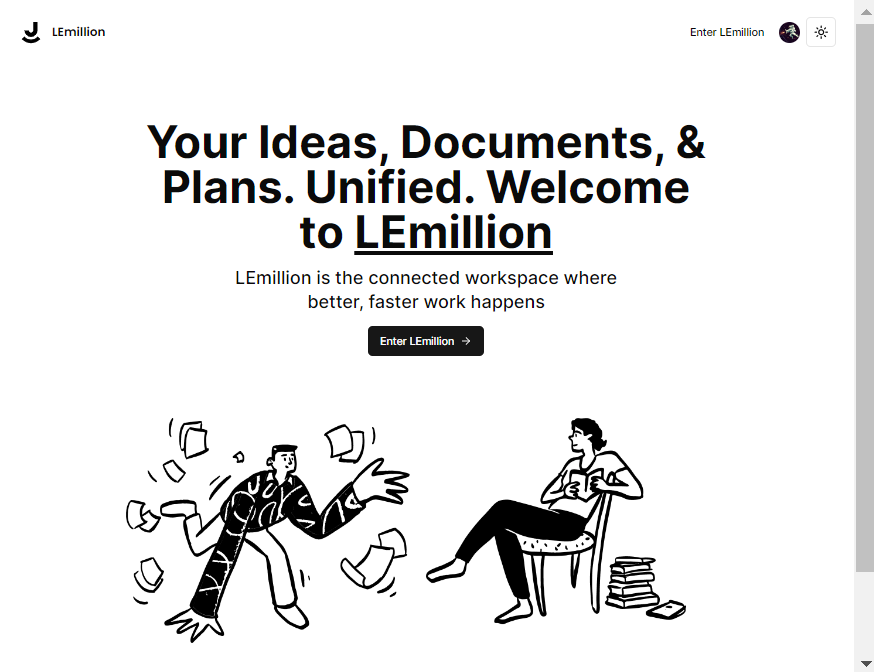 LEmillion
Enter LEmillion
Your Ideas, Documents, &
Plans. Unified. Welcome
to LEmillion
LEmillion is the connected workspace where
better, faster work happens
Enter LEmillion →